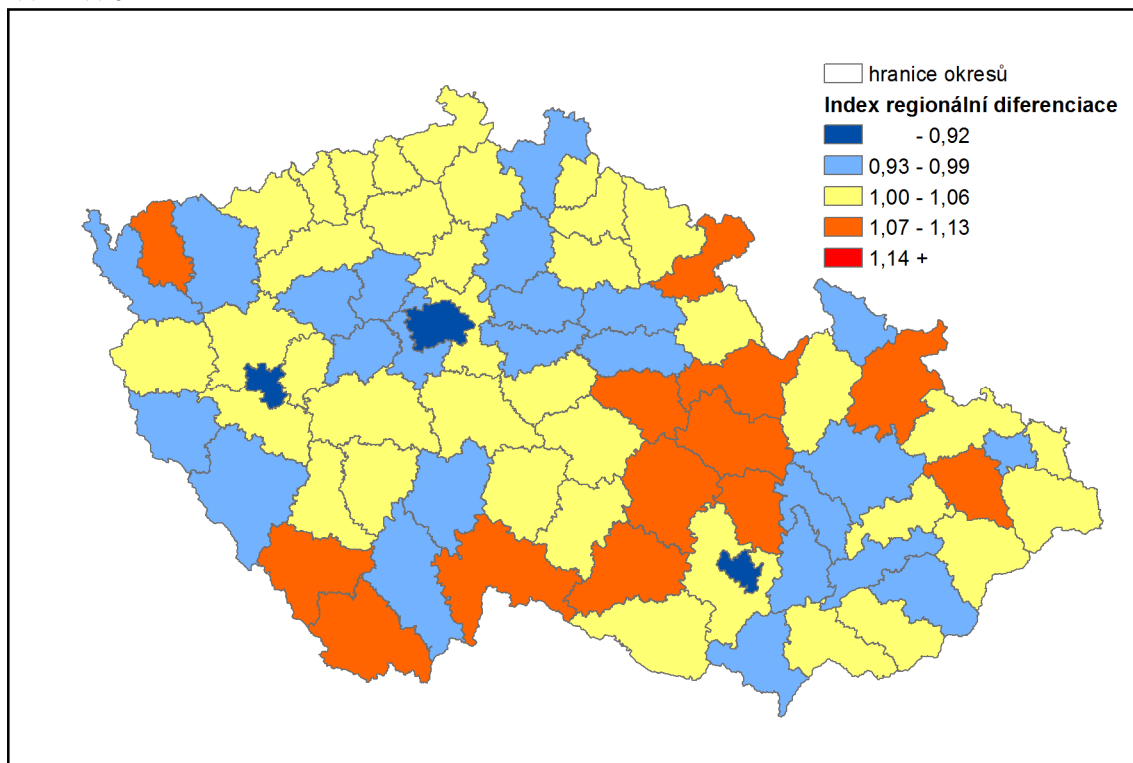 hranice okresů
Index regionální diferenciace
- 0,92
0,93 - 0,99
1,00 - 1,06
1,07 - 1,13
1,14 +